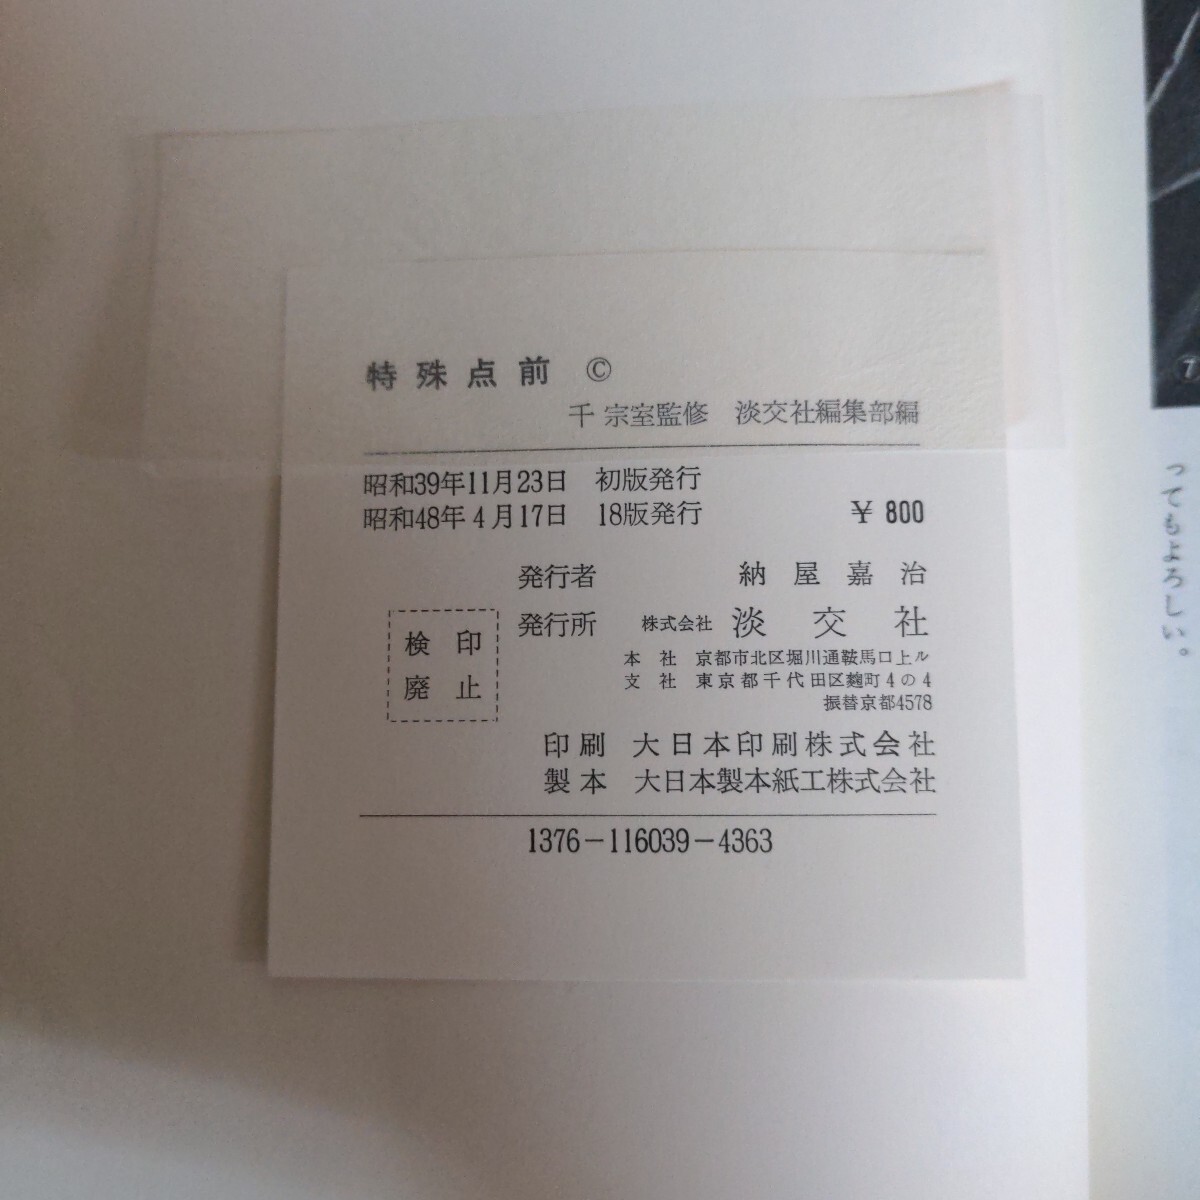 特殊点前 ©
千 宗室監修 淡交社編集部編
昭和39年11月23日 初版発行
昭和48年4月17日 18版発行 ¥800
発行者 納屋嘉治
発行所 株式会社 淡交社
本社 京都市北区堀川通鞍馬口上ル
支社 東京都千代田区麹町4の4
振替京都4578
検印
廃止
印刷 大日本印刷株式会社
製本 大日本製本紙工株式会社
1376-116039-4363
7
ってもよろしい。